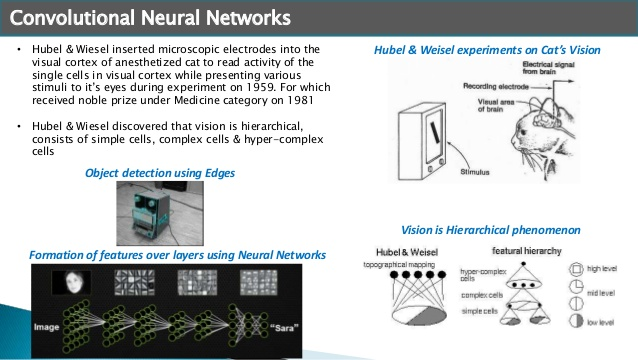 Convolutional Neural Networks
• Hubel & Wiesel inserted microscopic electrodes into the
visual cortex of anesthetized cat to read activity of the
single cells in visual cortex while presenting various
stimuli to it's eyes during experiment on 1959. For which
received noble prize under Medicine category on 1981
• Hubel & Wiesel discovered that vision is hierarchical,
consists of simple cells, complex cells & hyper-complex
cells
Object detection using Edges
Formation of features over layers using Neural Networks
Image
"Sara"
Hubel & Weisel experiments on Cat's Vision
Electrical signal
from brain
Recording electrode
Visual area
of brain
Stimulus
Vision is Hierarchical phenomenon
Hubel & Weisel
topographical mapping
featural hierarchy
hyper-complex
cells
complex cells
simple cells
high level
mid level
low level